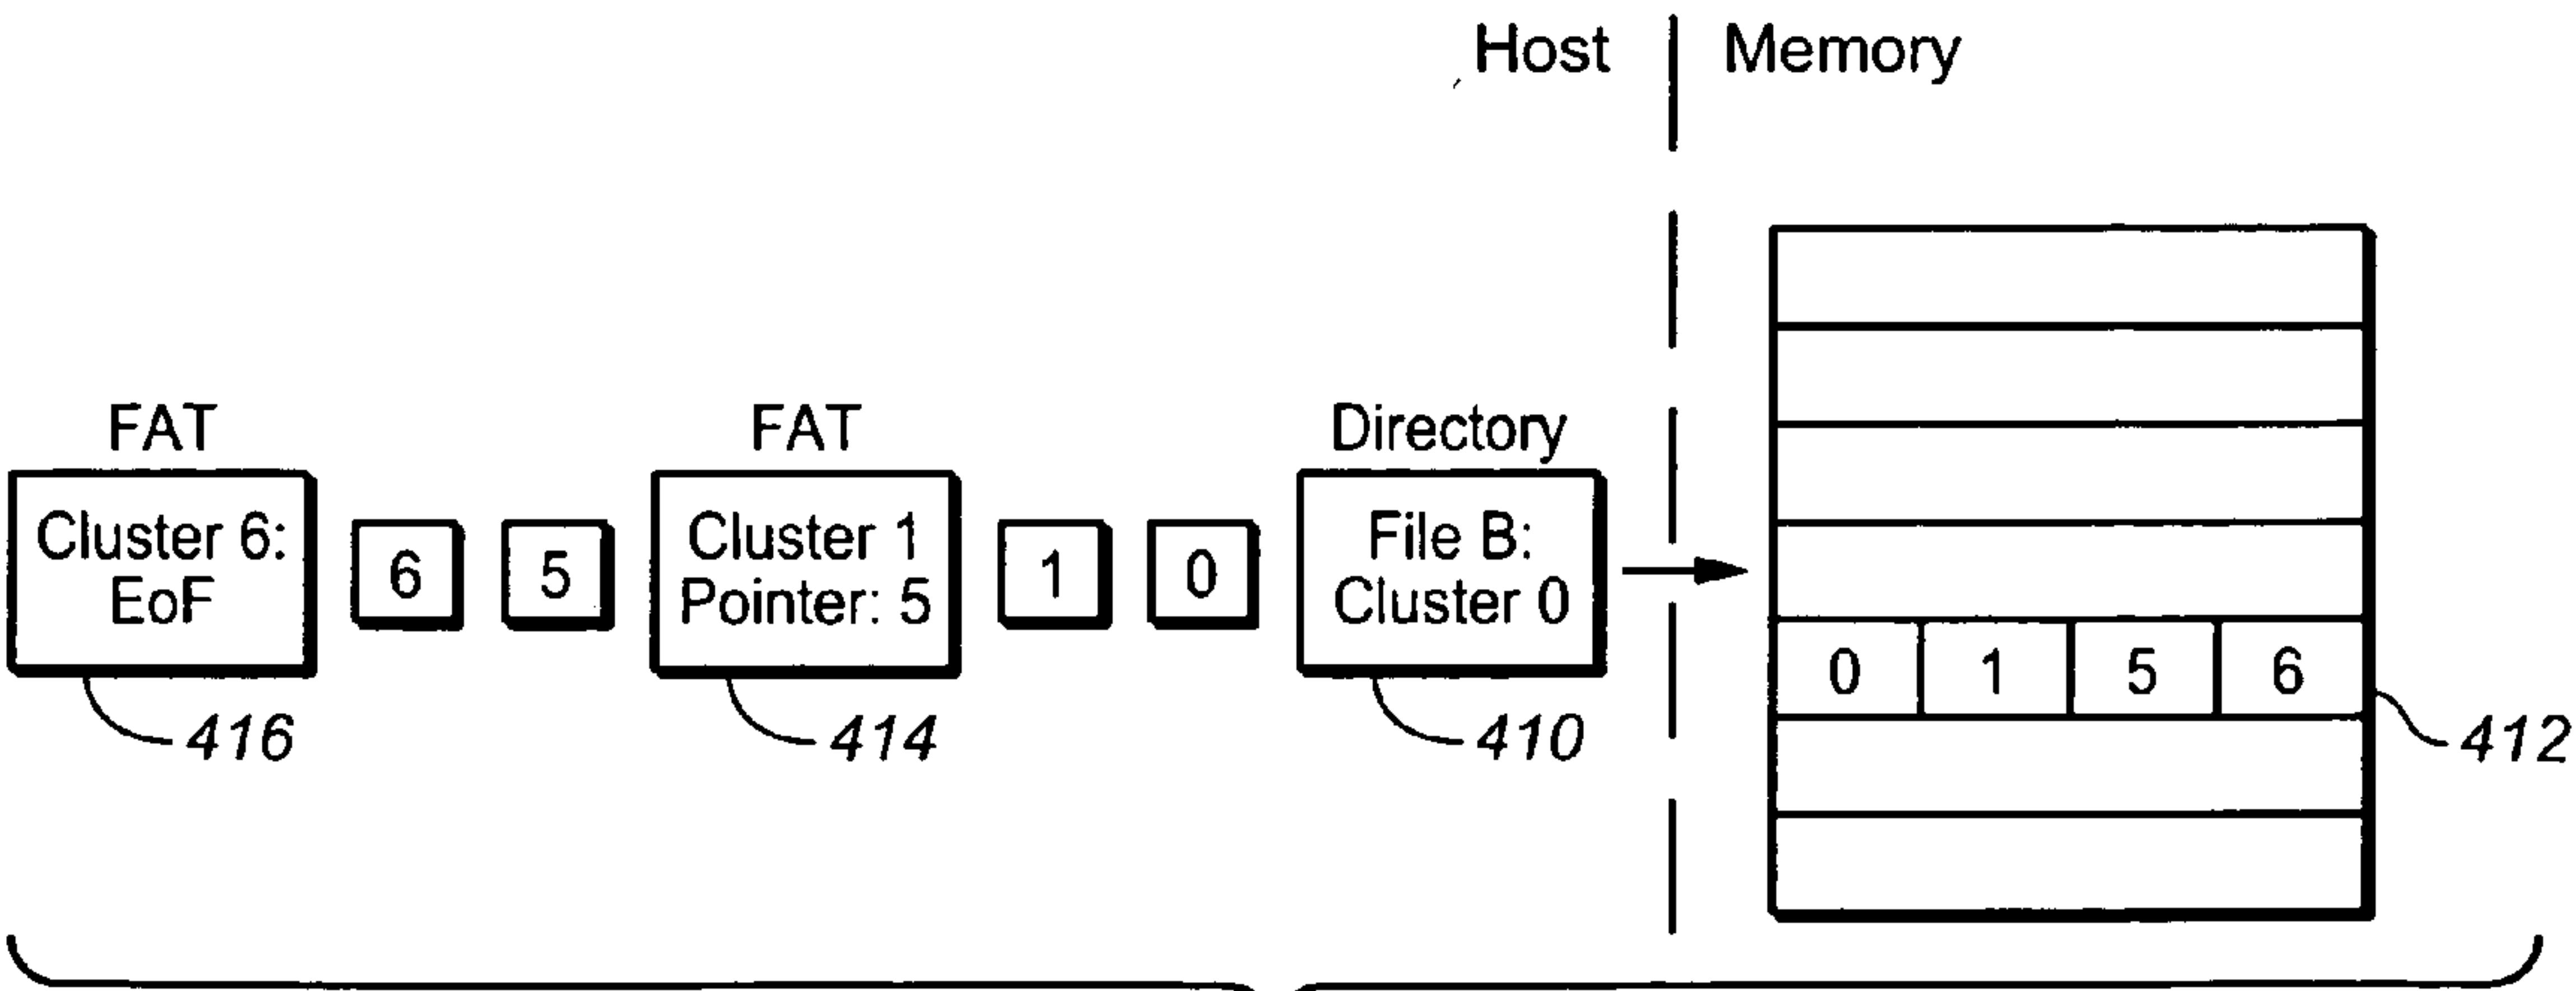 Host Memory
FAT FAT Directory
Cluster 6: EoF
6 5
Cluster 1 Pointer: 5
1 0
File B: Cluster 0
0 1 5 6
416 414 410 412